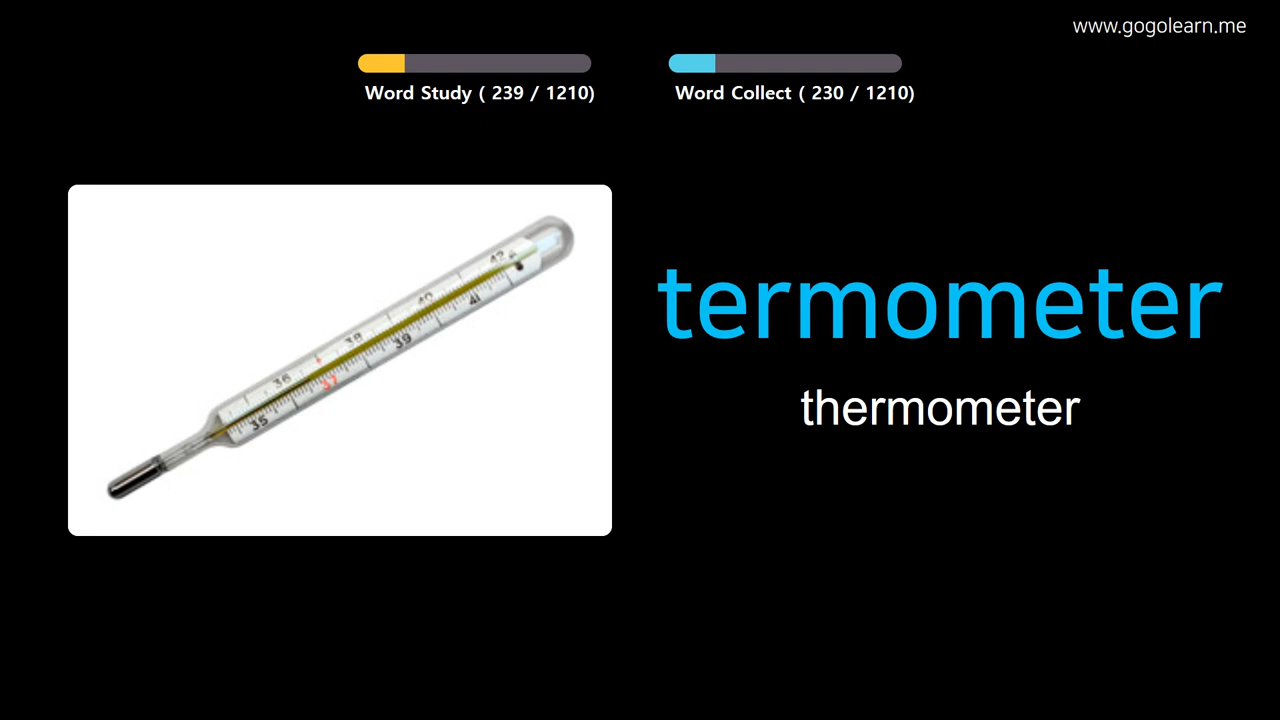 www.gogolearn.me
Word Study ( 239 / 1210)
Word Collect ( 230 / 1210)
termometer
thermometer
42
40
41
38
39
36
37
35